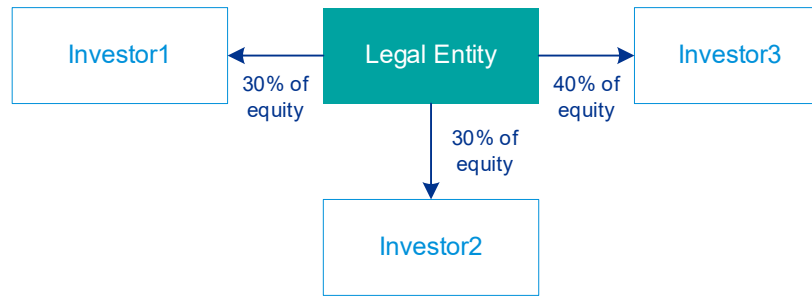 Investor1
Legal Entity
Investor3
30% of
equity
40% of
equity
30% of
equity
Investor2